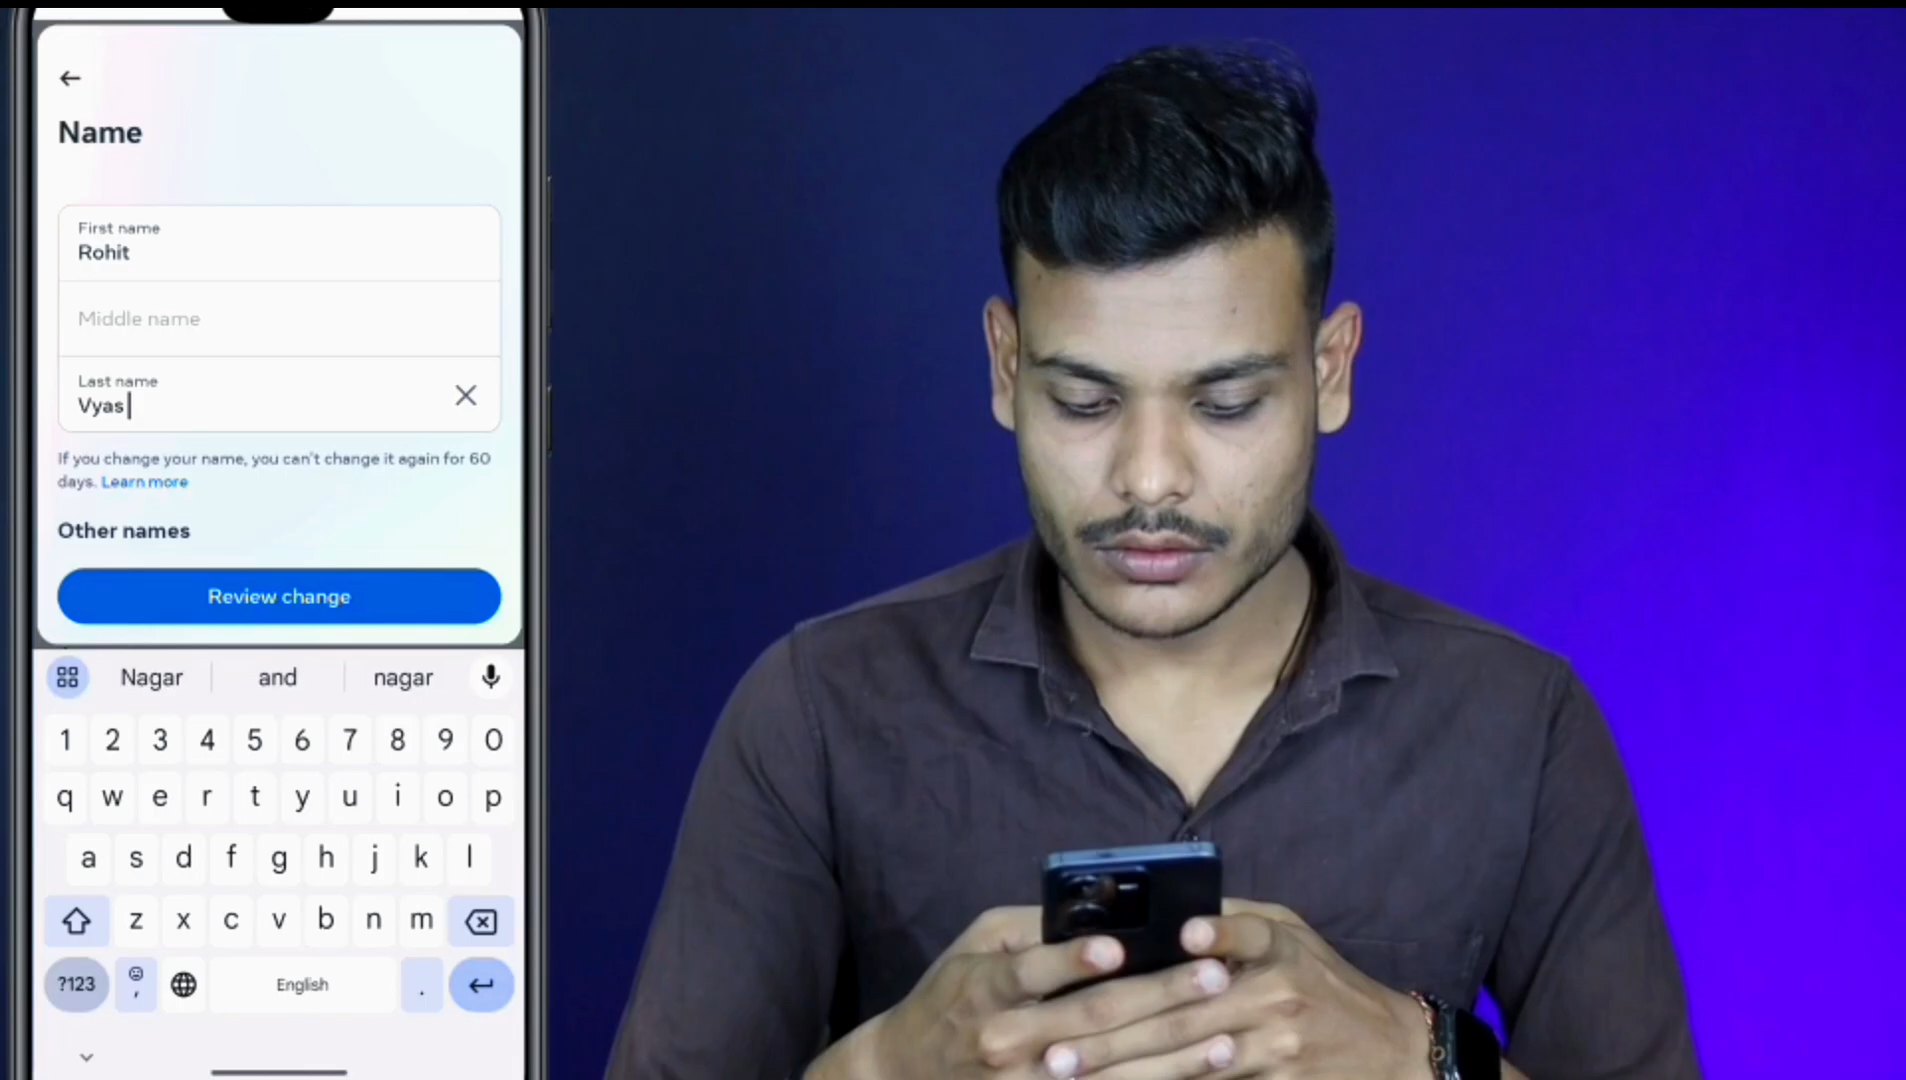 Name
First name
Rohit
Middle name
Last name
Vyas
If you change your name, you can't change it again for 60
days. Learn more
Other names
Review change
Nagar and nagar
1 2 3 4 5 6 7 8 9 0
q w e r t y u i o p
a s d f g h j k l
z x c v b n m
?123 , English .